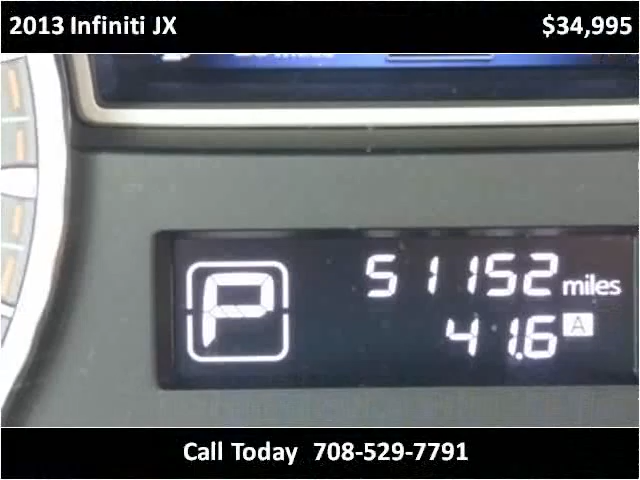 2013 Infiniti JX $34,995
P 51152 miles
41.6 A
Call Today 708-529-7791